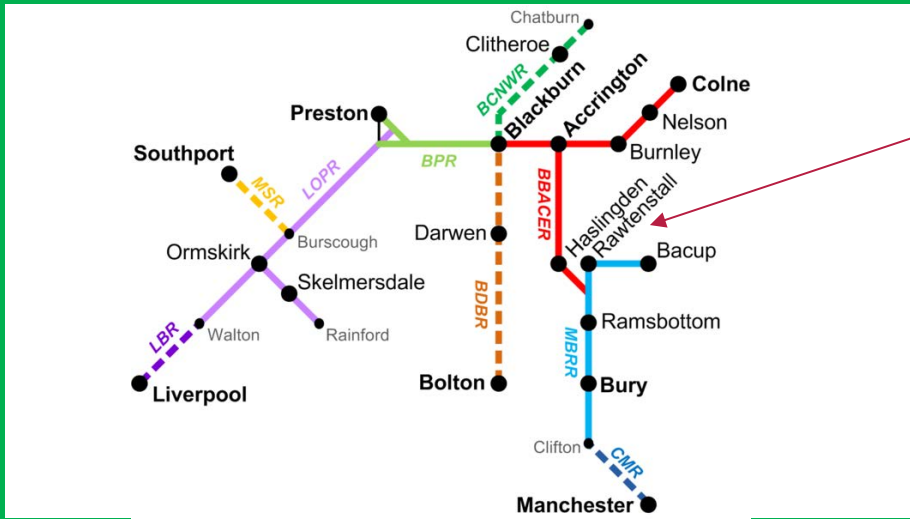 Chatburn
Clitheroe
BCNWR
Blackburn
Accrington
Colne
Preston
Nelson
Burnley
BPR
Southport
LOPR
MSR
BBACER
Haslingden
Rawtenstall
Burscough
Darwen
Bacup
Ormskirk
Skelmersdale
BDBR
Ramsbottom
LBR
Walton
Rainford
MBRR
Liverpool
Bolton
Bury
Clifton
CMR
Manchester